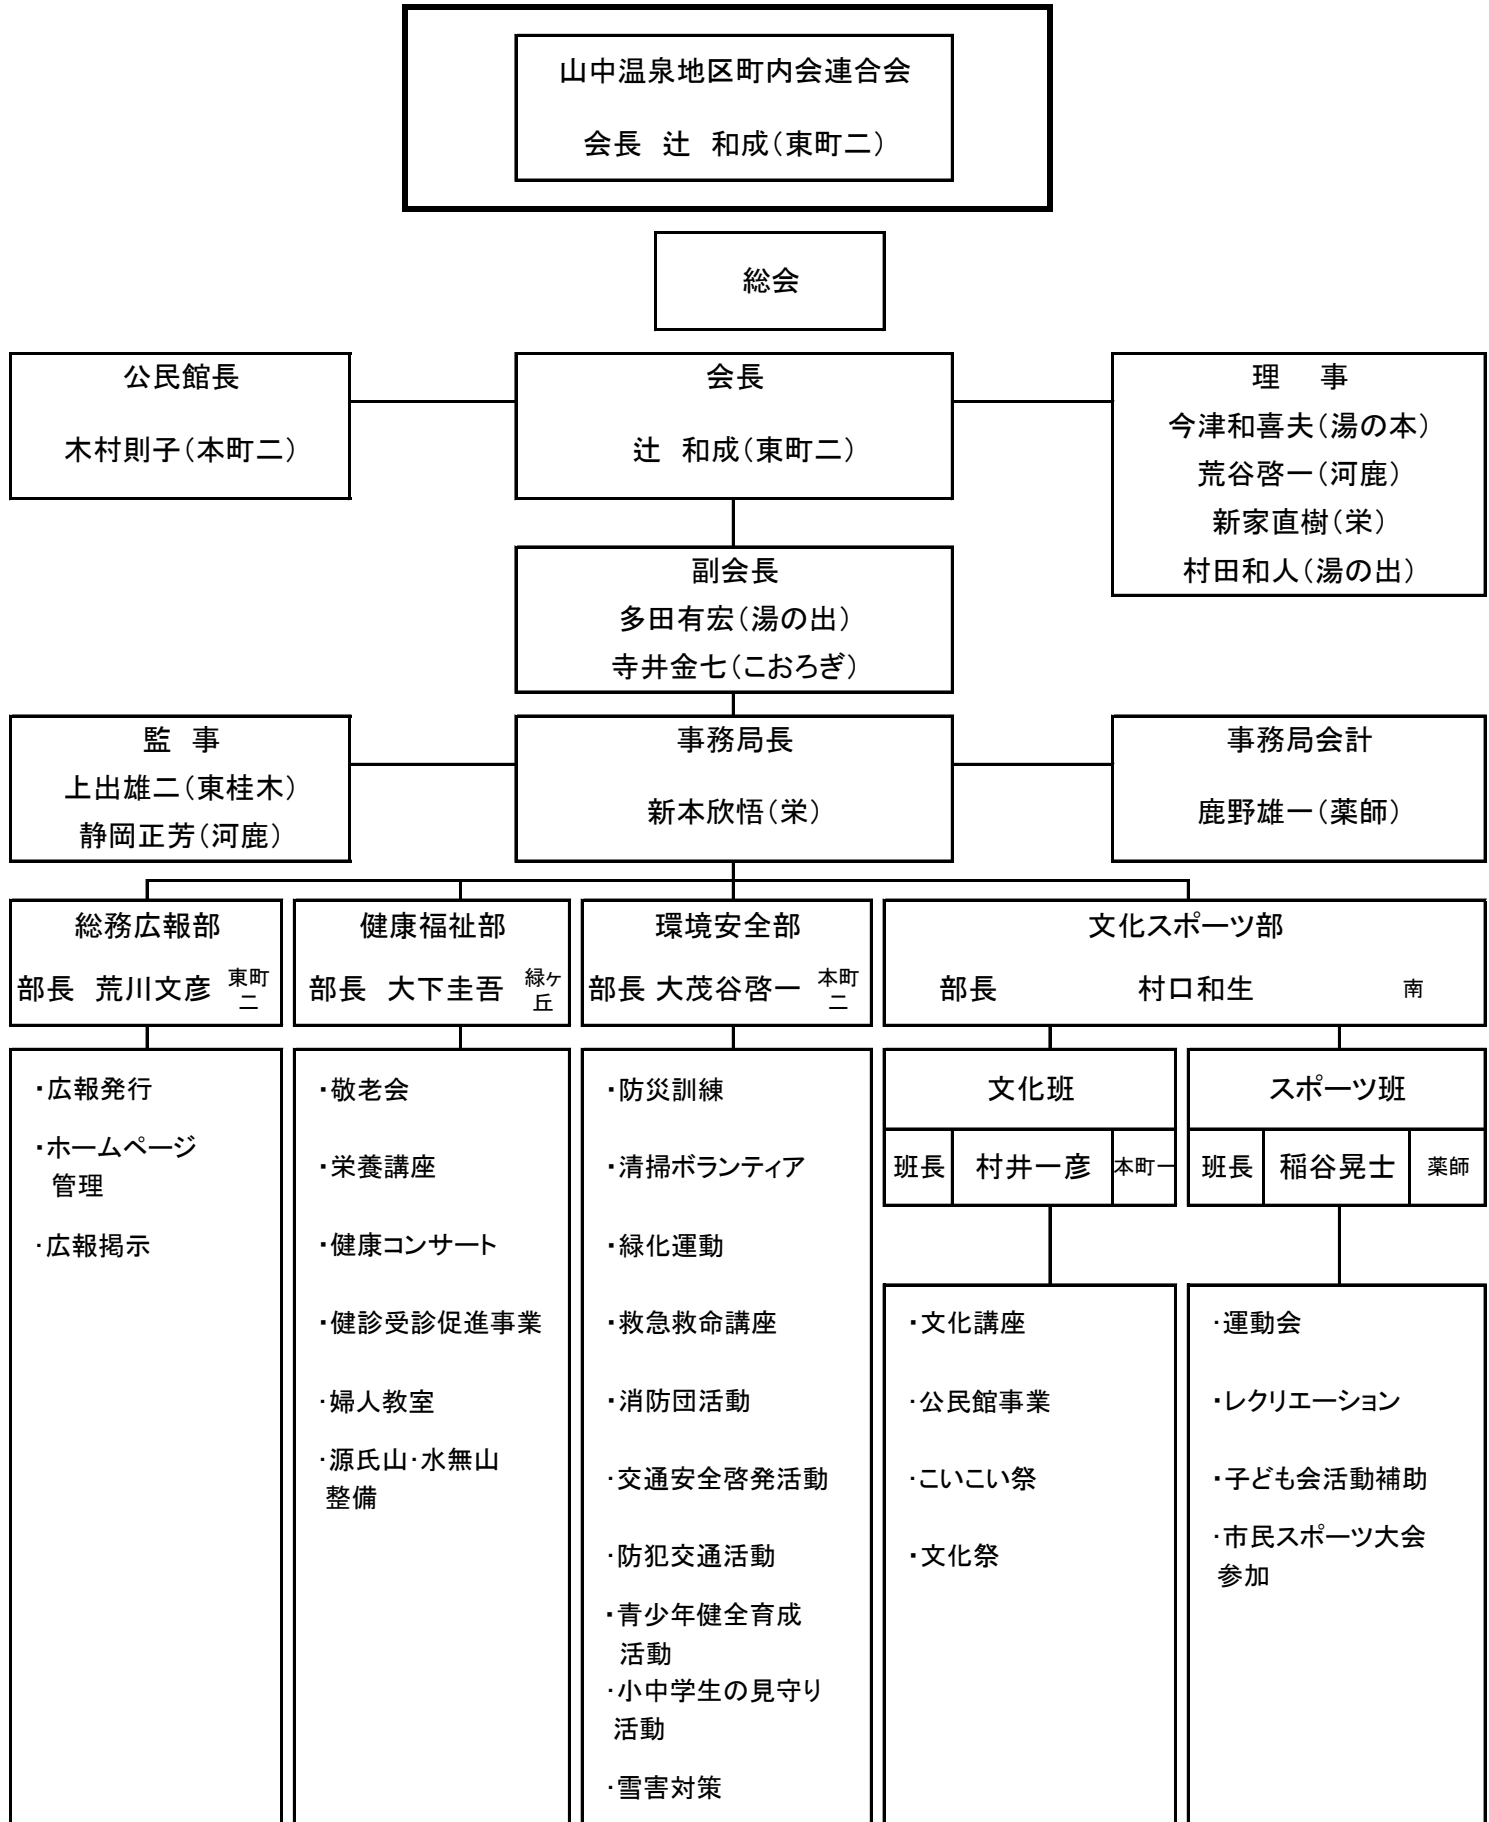 山中温泉地区町内会連合会
会長　辻　和成（東町二）
総会
公民館長
木村則子（本町二）
会長
辻　和成（東町二）
理　事
今津和喜夫（湯の本）
荒谷啓一（河鹿）
新家直樹（栄）
村田和人（湯の出）
副会長
多田有宏（湯の出）
寺井金七（こおろぎ）
監　事
上出雄二（東桂木）
静岡正芳（河鹿）
事務局長
新本欣悟（栄）
事務局会計
鹿野雄一（薬師）
総務広報部
部長　荒川文彦　東町
二
健康福祉部
部長　大下圭吾　緑ヶ
丘
環境安全部
部長 大茂谷啓一　本町
二
文化スポーツ部
部長　村口和生　南
・広報発行
・ホームページ
管理
・広報掲示
・敬老会
・栄養講座
・健康コンサート
・健診受診促進事業
・婦人教室
・源氏山・水無山
整備
・防災訓練
・清掃ボランティア
・緑化運動
・救急救命講座
・消防団活動
・交通安全啓発活動
・防犯交通活動
・青少年健全育成
活動
・小中学生の見守り
活動
・雪害対策
文化班
班長　村井一彦　本町一
・文化講座
・公民館事業
・こいこい祭
・文化祭
スポーツ班
班長　稲谷晃士　薬師
・運動会
・レクリエーション
・子ども会活動補助
・市民スポーツ大会
参加